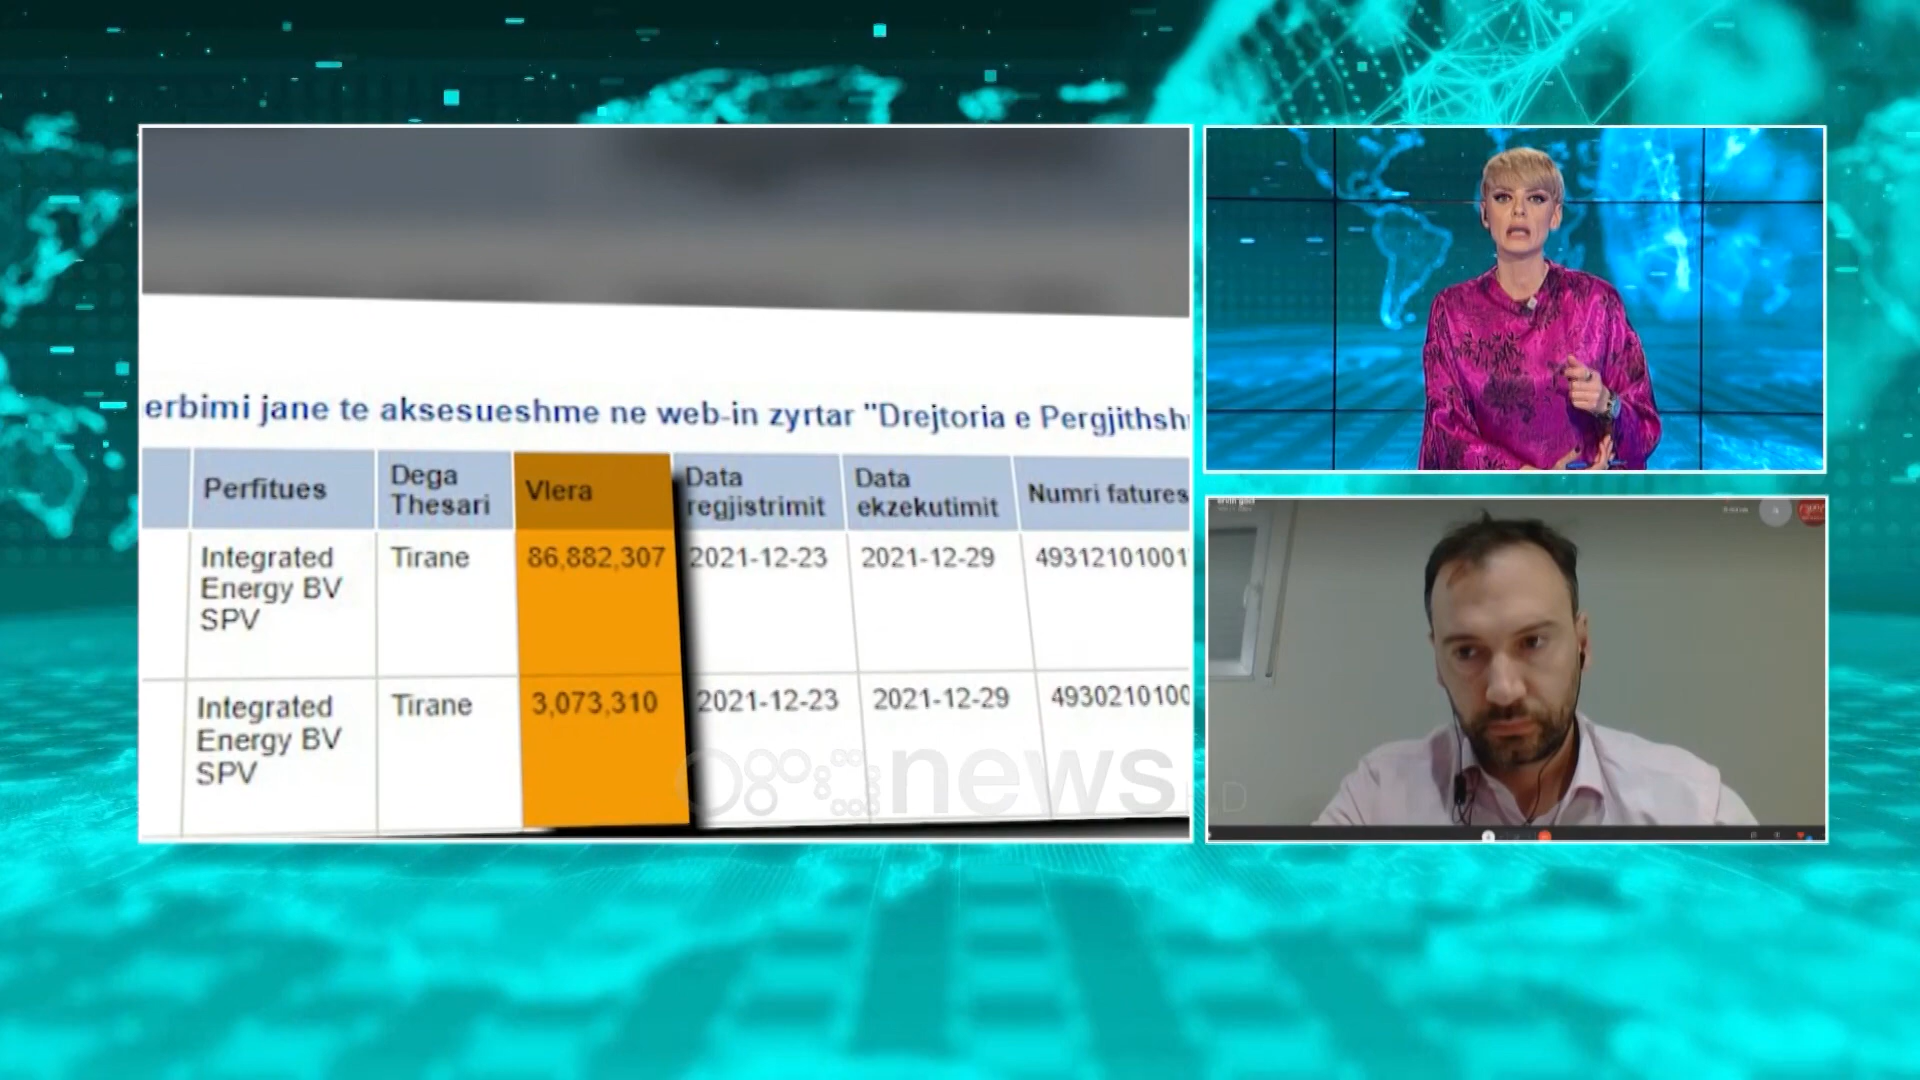 erbimi jane te aksesueshme ne web-in zyrtar "Drejtoria e Pergjithsh
Perfitues
Dega Thesari
Vlera
Data regjistrimit
Data ekzekutimit
Numri fatures
Integrated Energy BV SPV
Tirane
86,882,307
2021-12-23
2021-12-29
49312101001
Integrated Energy BV SPV
Tirane
3,073,310
2021-12-23
2021-12-29
4930210100
news